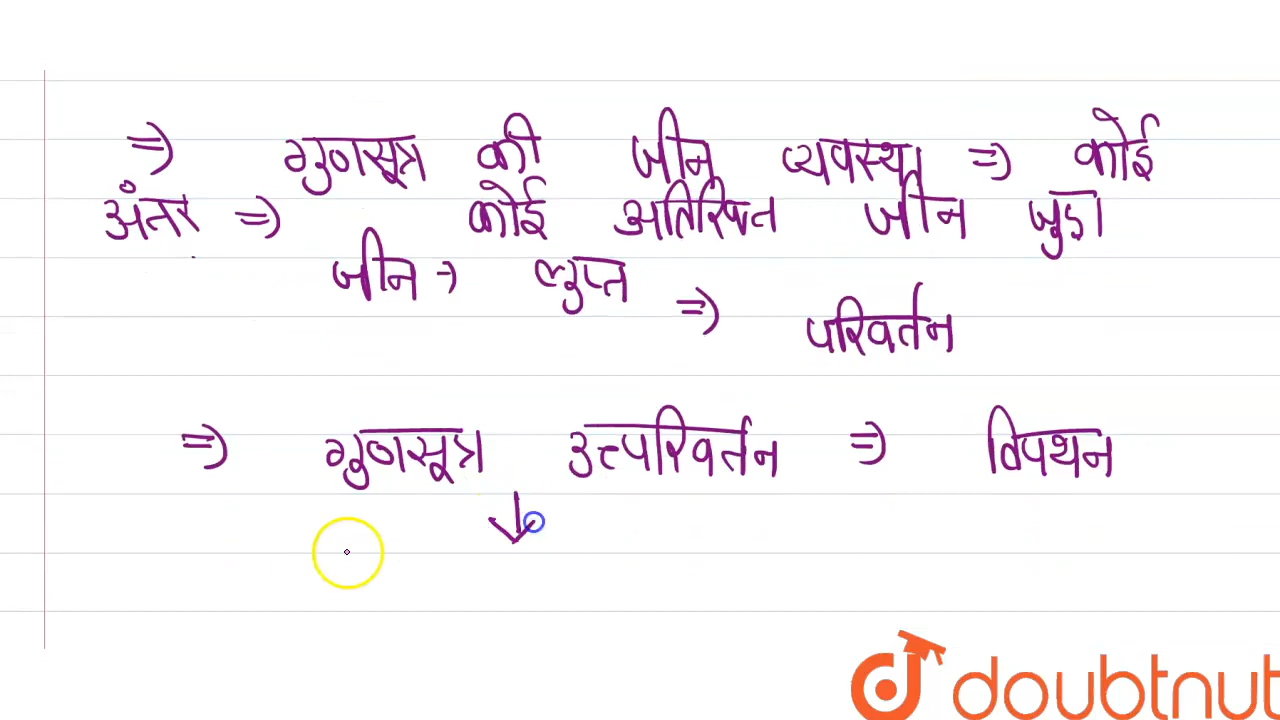 ⇒ गुणसूत्र की जीन व्यवस्था ⇒ कोई
अंतर ⇒ कोई अतिरिक्त जीन जुड़ा
जीन → लुप्त ⇒ परिवर्तन
⇒ गुणसूत्र उत्परिवर्तन ⇒ विपथन
↓
doubtnut